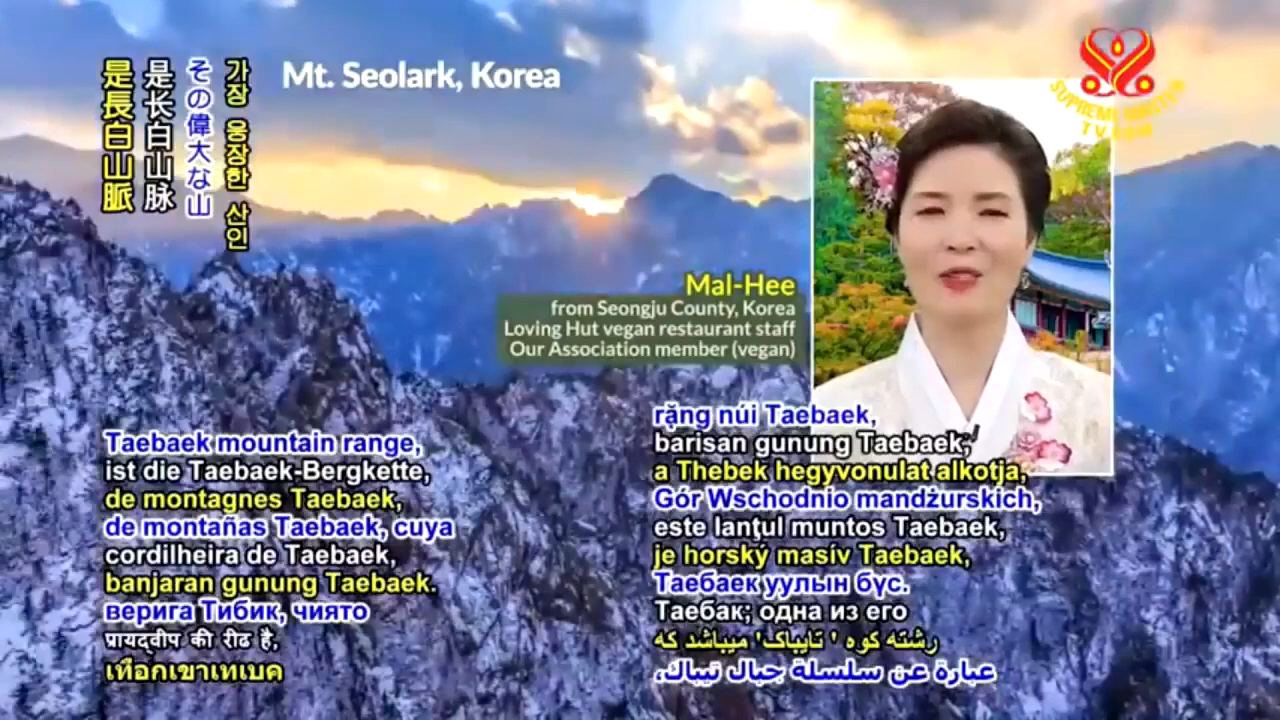 Mt. Seolark, Korea
가장 웅장한 산인
その偉大な山
是长白山脉
是長白山脈
SUPREME MASTER
TV.COM
Mal-Hee
from Seongju County, Korea
Loving Hut vegan restaurant staff
Our Association member (vegan)
Taebaek mountain range,
ist die Taebaek-Bergkette,
de montagnes Taebaek,
de montañas Taebaek, cuya
cordilheira de Taebaek,
banjaran gunung Taebaek.
верига Тибик, чиято
प्रायद्वीप की रीढ है,
เทือกเขาเทเบค
rặng núi Taebaek,
barisan gunung Taebaek;
a Thebek hegyvonulat alkotja,
Gór Wschodnio mandżurskich,
este lanţul muntos Taebaek,
je horský masív Taebaek,
Таебаек уулын бүс.
Таебак; одна из его
رشته کوه ' تایباک' میباشد که
عبارة عن سلسلة جبال تيباك،